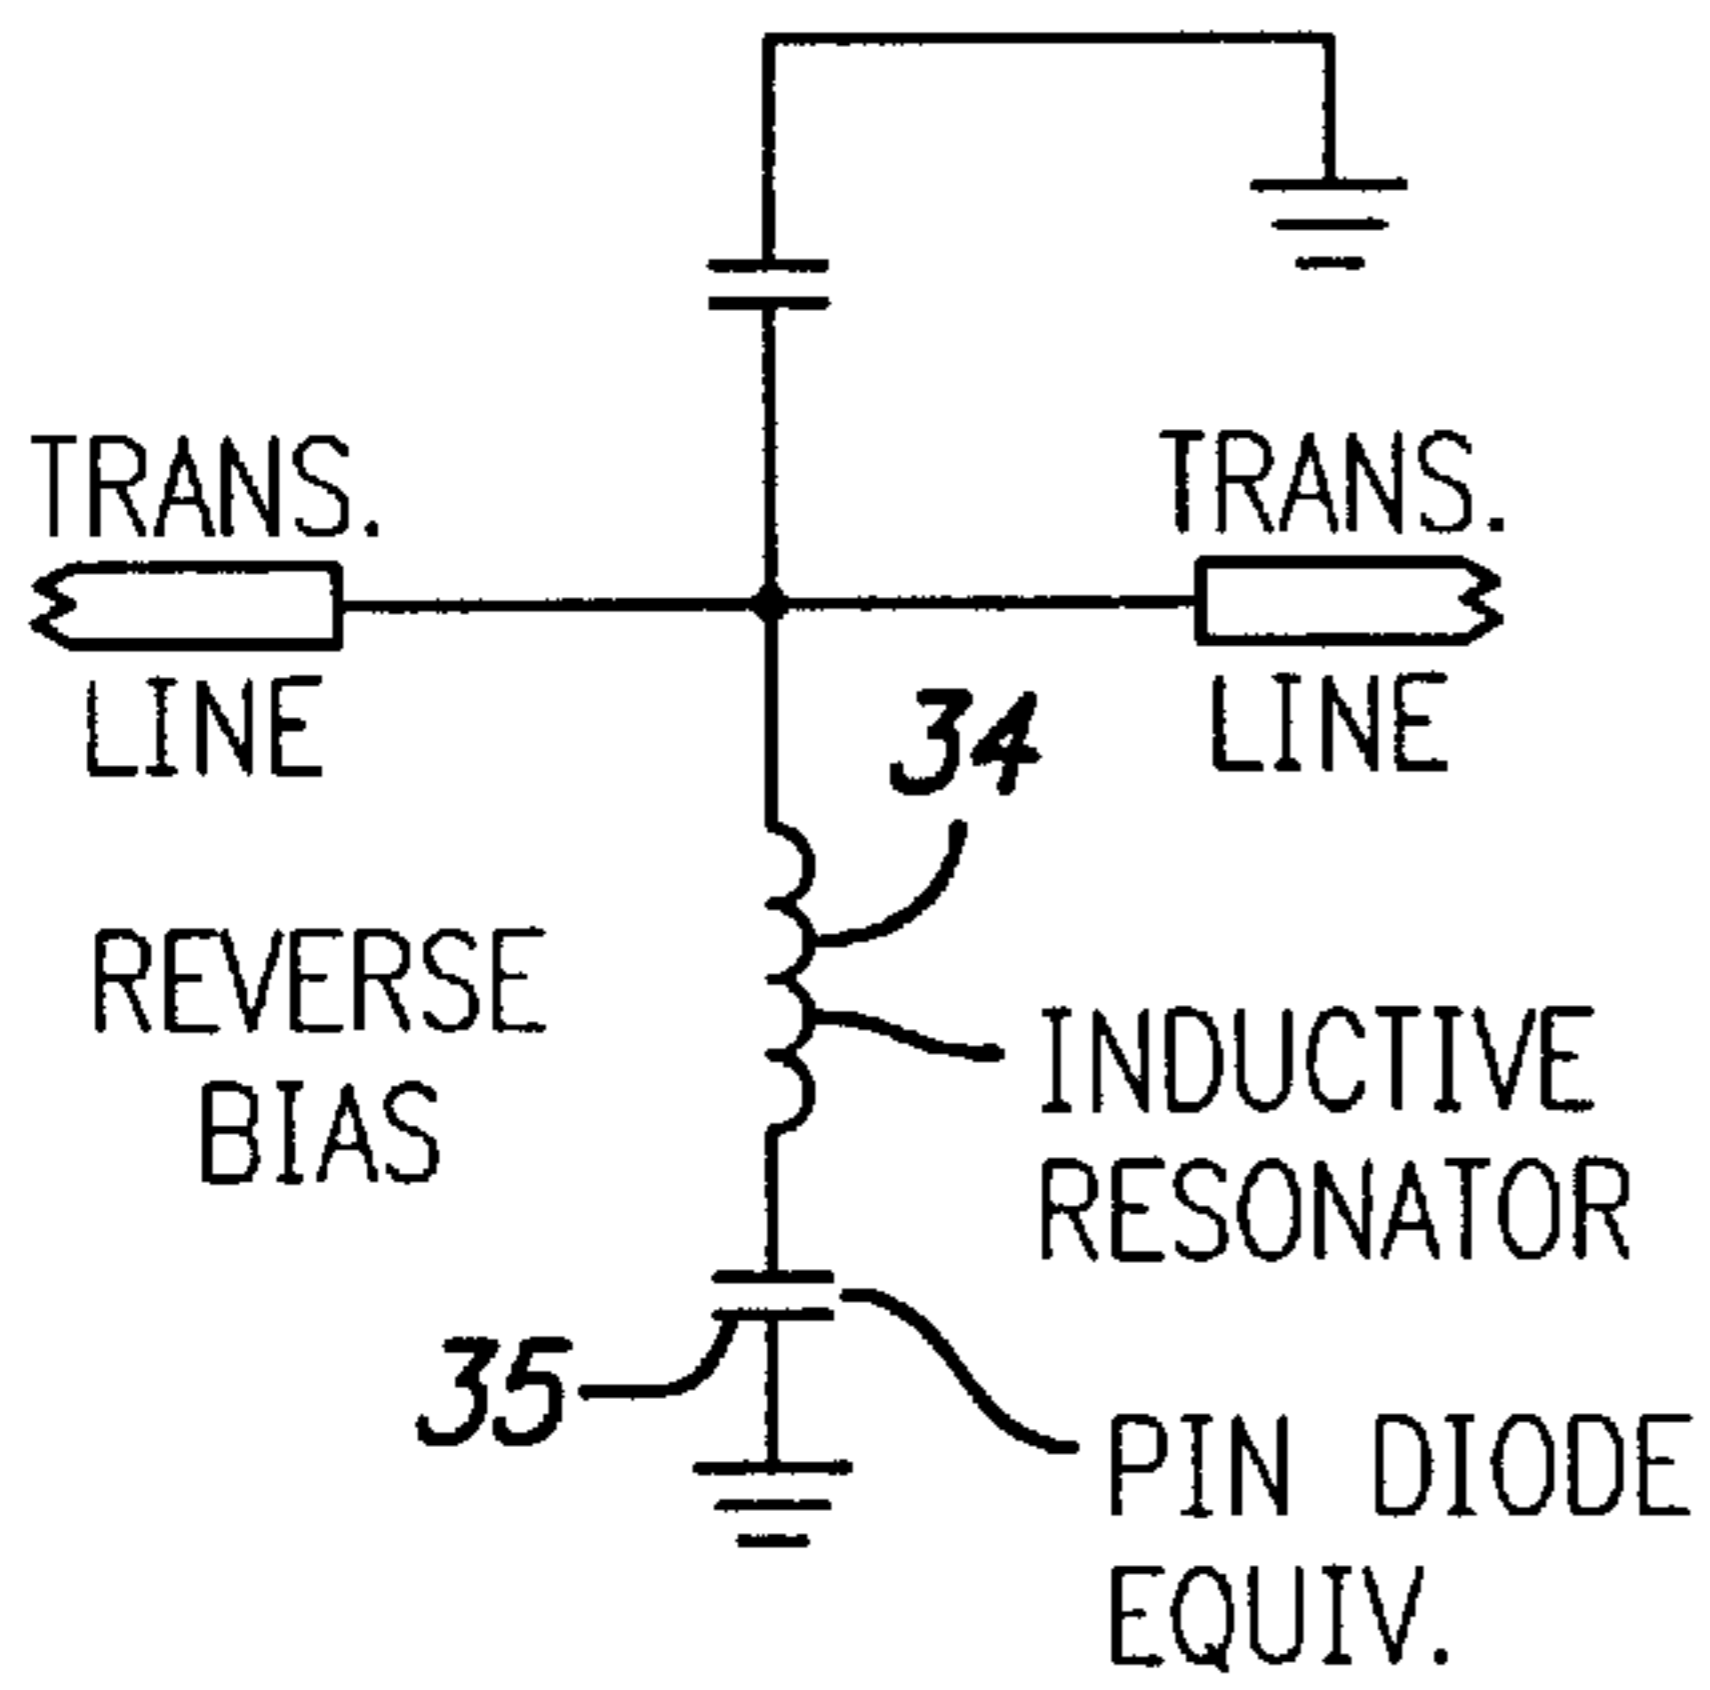 TRANS.
LINE
TRANS.
LINE
34
REVERSE
BIAS
INDUCTIVE
RESONATOR
35
PIN DIODE
EQUIV.